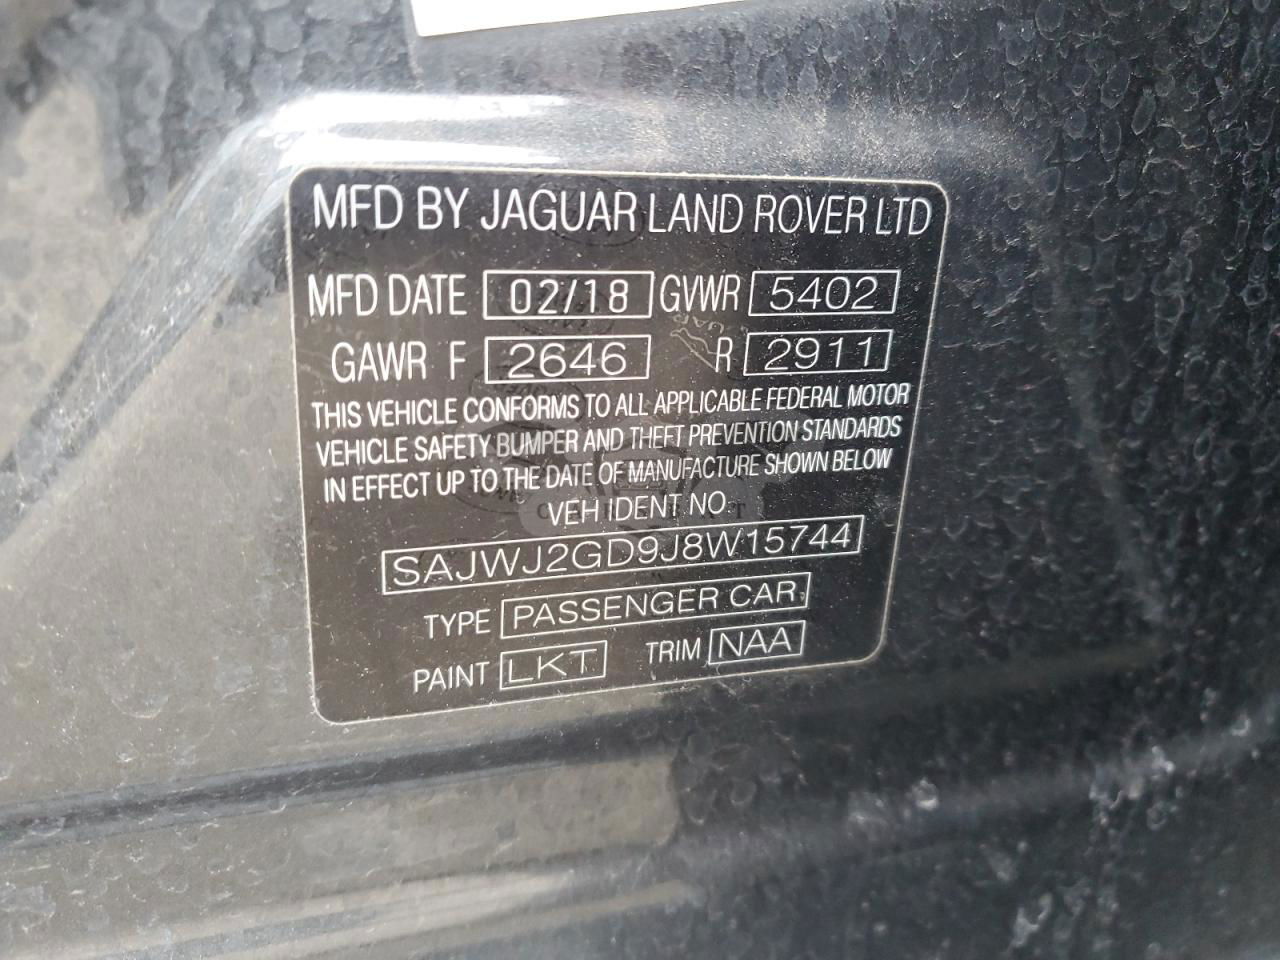 MFD BY JAGUAR LAND ROVER LTD
MFD DATE 02/18 GVWR 5402
GAWR F 2646 R 2911
THIS VEHICLE CONFORMS TO ALL APPLICABLE FEDERAL MOTOR
VEHICLE SAFETY BUMPER AND THEFT PREVENTION STANDARDS
IN EFFECT UP TO THE DATE OF MANUFACTURE SHOWN BELOW
VEH IDENT NO.
SAJWJ2GD9J8W15744
TYPE PASSENGER CAR
PAINT LKT TRIM NAA